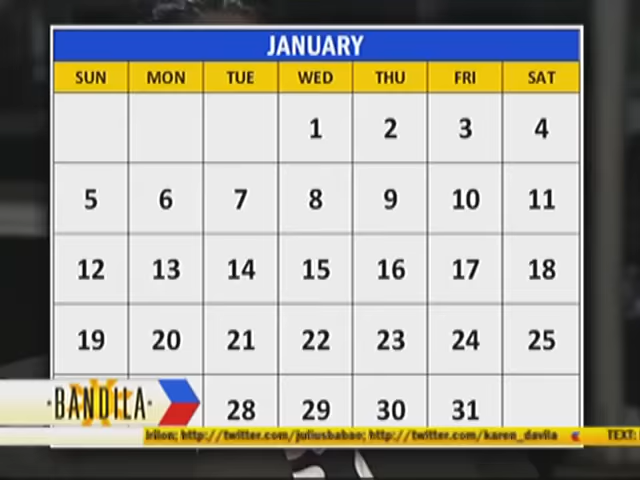 JANUARY
SUN MON TUE WED THU FRI SAT
1 2 3 4
5 6 7 8 9 10 11
12 13 14 15 16 17 18
19 20 21 22 23 24 25
28 29 30 31
BANDILA
http://twitter.com/juliusbabao; http://twitter.com/karen_davila TEXT: